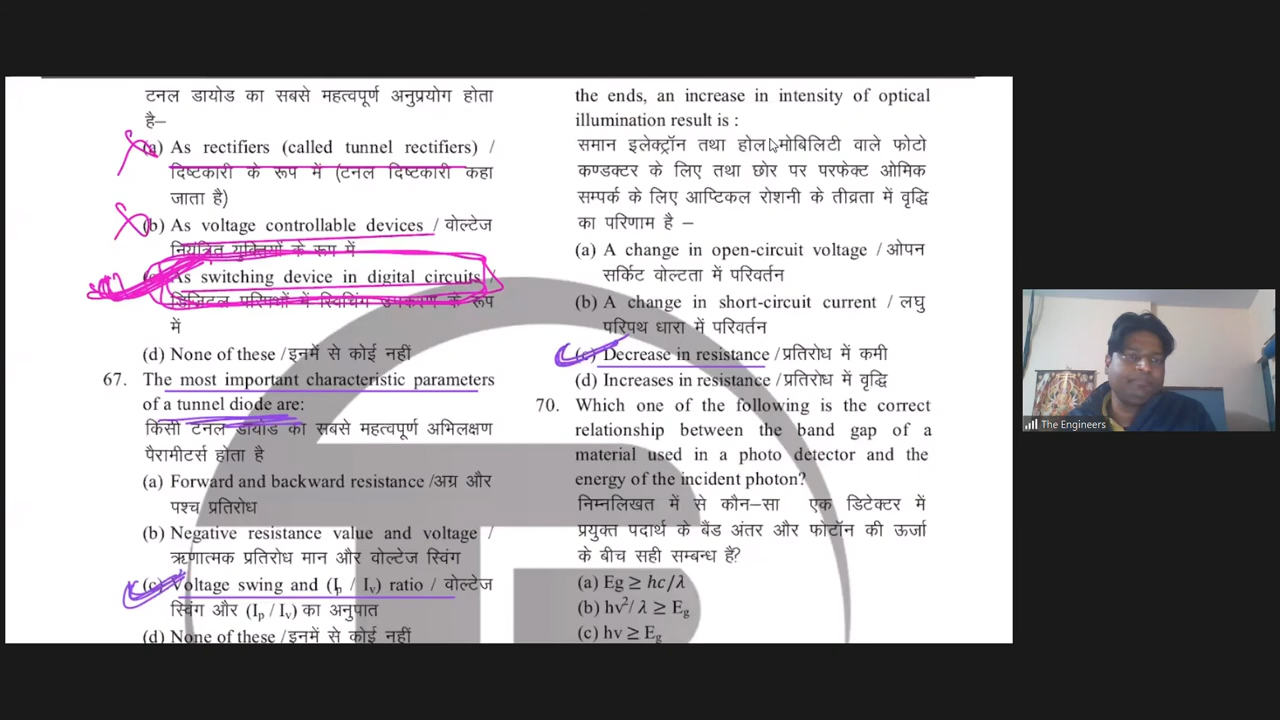 टनल डायोड का सबसे महत्वपूर्ण अनुप्रयोग होता
है–
(a) As rectifiers (called tunnel rectifiers) /
दिष्टकारी के रूप में (टनल दिष्टकारी कहा
जाता है)
(b) As voltage controllable devices / वोल्टेज
नियंत्रित युक्तियों के रूप में
As switching device in digital circuits /
डिजिटल परिपथों में स्विचिंग उपकरण के रूप
में
(d) None of these / इनमें से कोई नहीं
67. The most important characteristic parameters
of a tunnel diode are:
किसी टनल डायोड का सबसे महत्वपूर्ण अभिलक्षण
पैरामीटर्स होता है
(a) Forward and backward resistance /अग्र और
पश्च प्रतिरोध
(b) Negative resistance value and voltage /
ऋणात्मक प्रतिरोध मान और वोल्टेज स्विंग
(c) Voltage swing and (Ip / Iv) ratio / वोल्टेज
स्विंग और (Ip / Iv) का अनुपात
(d) None of these / इनमें से कोई नहीं
the ends, an increase in intensity of optical
illumination result is :
समान इलेक्ट्रॉन तथा होल मोबिलिटी वाले फोटो
कण्डक्टर के लिए तथा छोर पर परफेक्ट ओमिक
सम्पर्क के लिए आप्टिकल रोशनी के तीव्रता में वृद्धि
का परिणाम है –
(a) A change in open-circuit voltage / ओपन
सर्किट वोल्टता में परिवर्तन
(b) A change in short-circuit current / लघु
परिपथ धारा में परिवर्तन
(c) Decrease in resistance / प्रतिरोध में कमी
(d) Increases in resistance / प्रतिरोध में वृद्धि
70. Which one of the following is the correct
relationship between the band gap of a
material used in a photo detector and the
energy of the incident photon?
निम्नलिखत में से कौन–सा एक डिटेक्टर में
प्रयुक्त पदार्थ के बैंड अंतर और फोटॉन की ऊर्जा
के बीच सही सम्बन्ध हैं?
(a) Eg ≥ hc/λ
(b) hv²/ λ ≥ Eg
(c) hv ≥ Eg
The Engineers